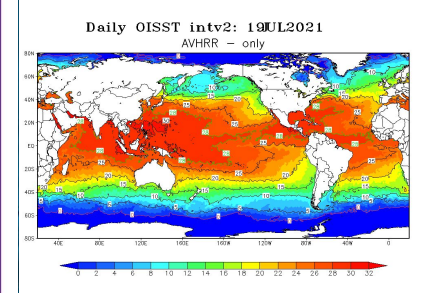 Daily OISST intv2: 19JUL2021
AVHRR – only
80N
60N
40N
20N
EQ
20S
40S
60S
80S
40E 80E 120E 160E 160W 120W 80W 40W 0
0 2 4 6 8 10 12 14 16 18 20 22 24 26 28 30 32